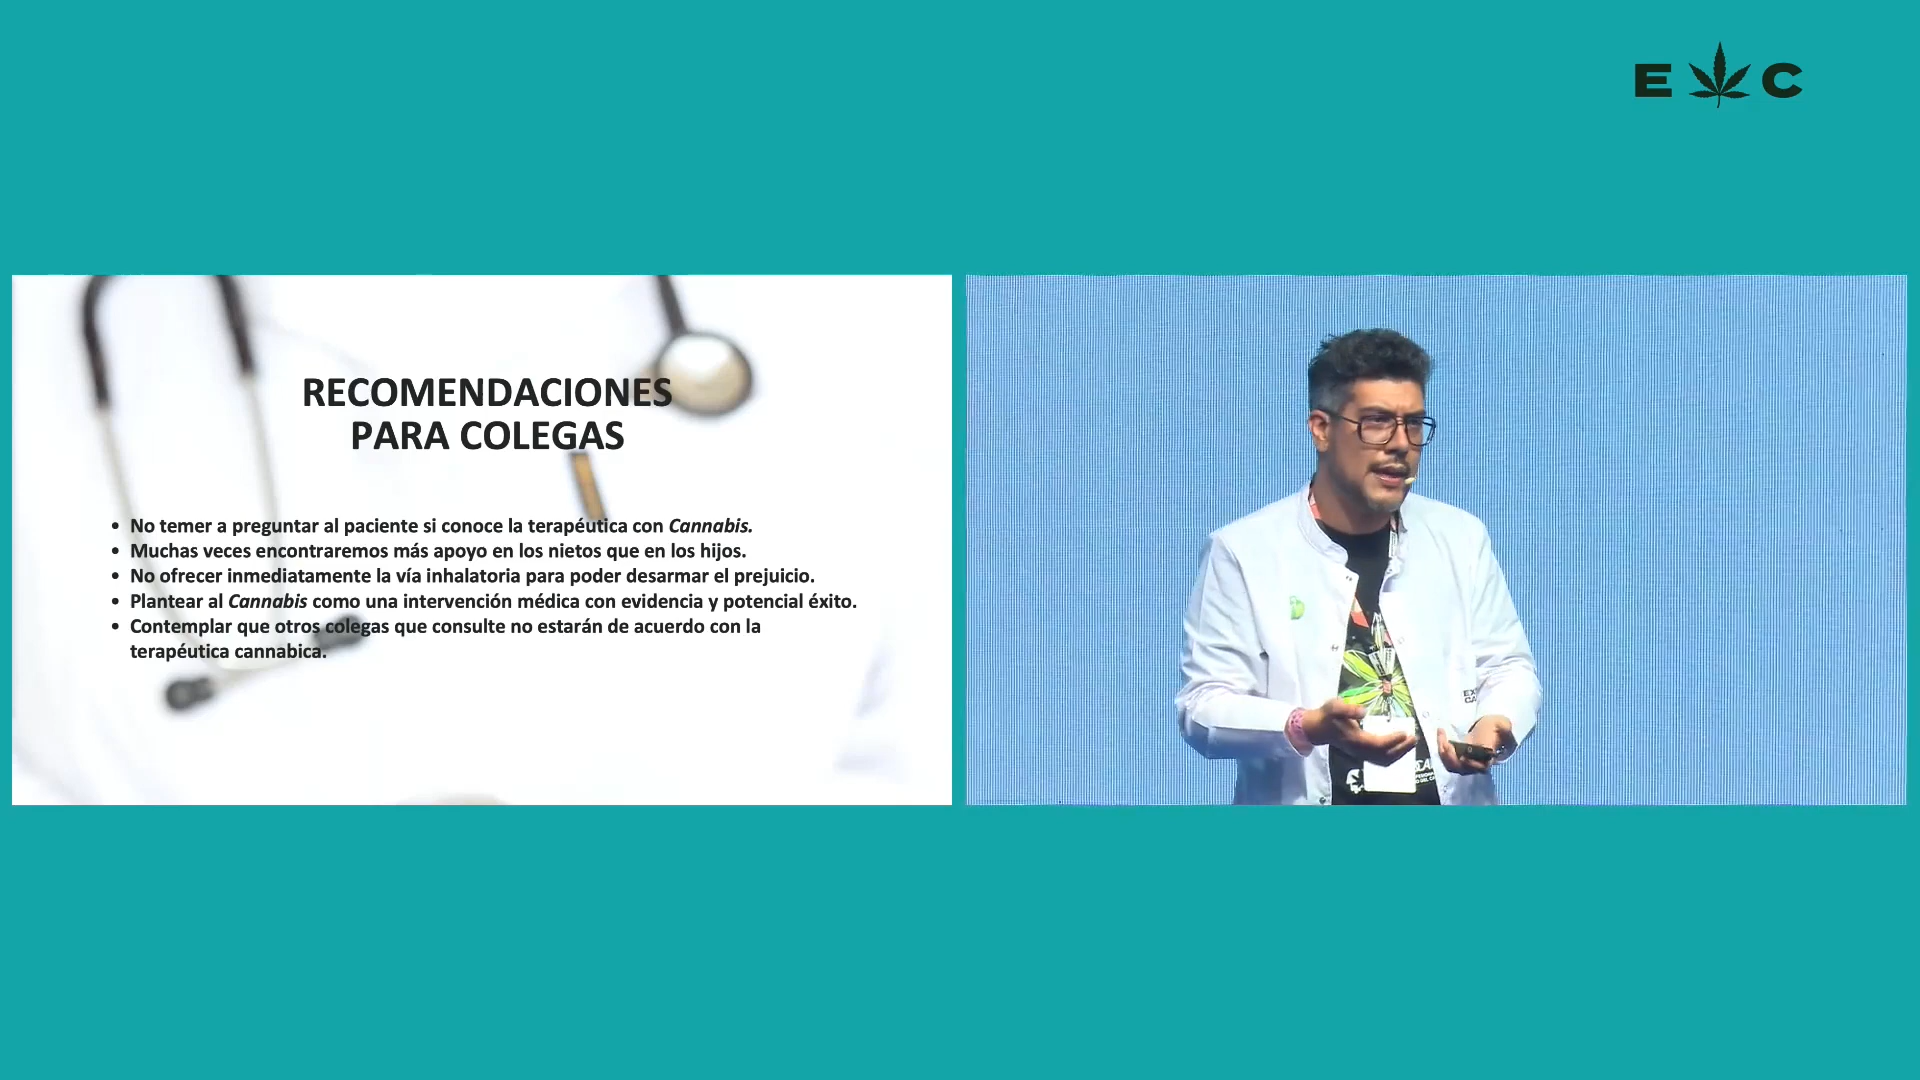 E C
RECOMENDACIONES
PARA COLEGAS
• No temer a preguntar al paciente si conoce la terapéutica con Cannabis.
• Muchas veces encontraremos más apoyo en los nietos que en los hijos.
• No ofrecer inmediatamente la vía inhalatoria para poder desarmar el prejuicio.
• Plantear al Cannabis como una intervención médica con evidencia y potencial éxito.
• Contemplar que otros colegas que consulte no estarán de acuerdo con la
terapéutica cannabica.